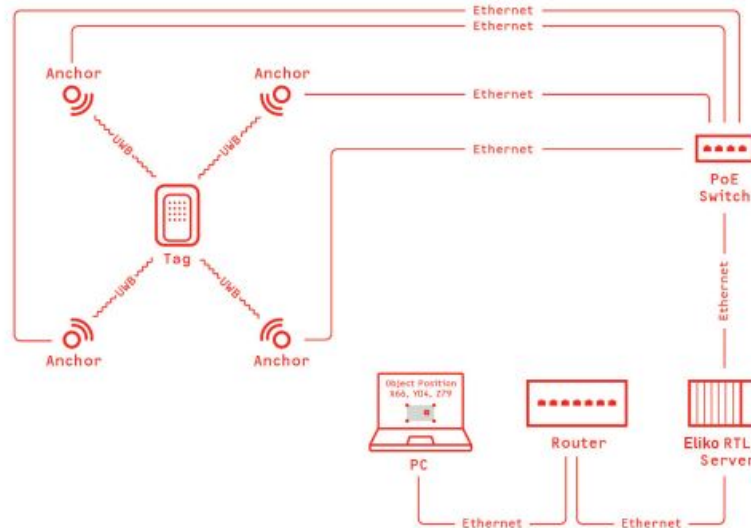 Ethernet
Ethernet
Anchor
Anchor
Ethernet
UWB
UWB
Ethernet
PoE
Switch
Tag
UWB
UWB
Ethernet
Anchor
Anchor
Object Position
X66, Y04, Z79
PC
Router
Eliko RTL
Server
Ethernet
Ethernet